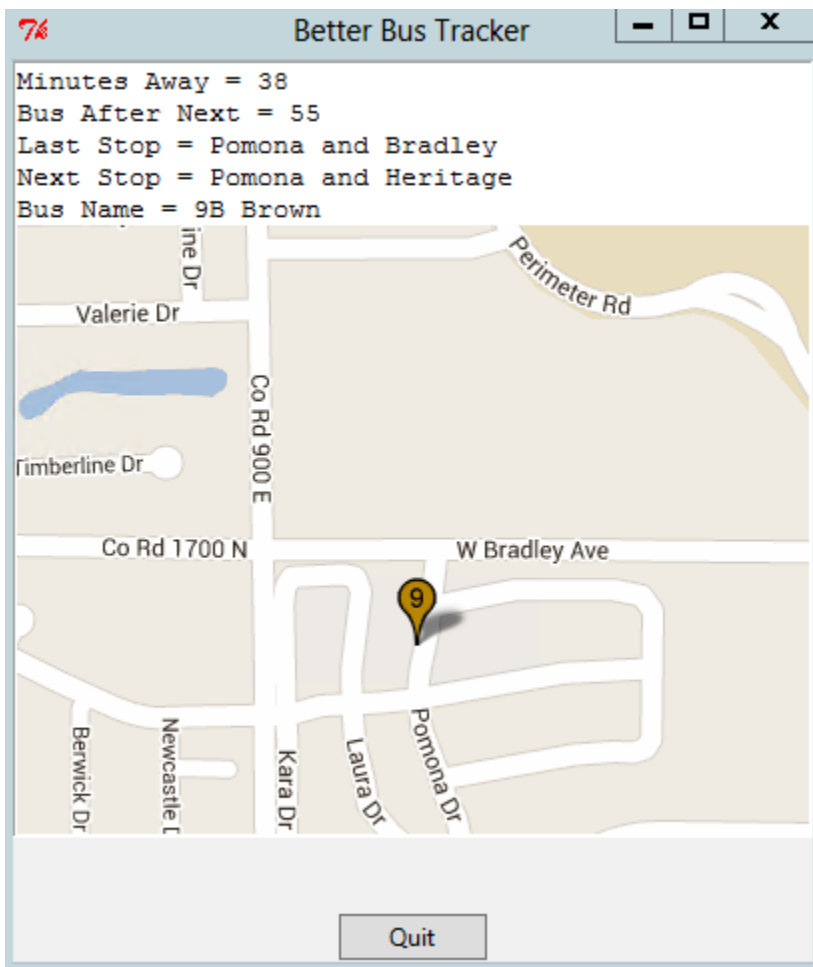 Better Bus Tracker
Minutes Away = 38
Bus After Next = 55
Last Stop = Pomona and Bradley
Next Stop = Pomona and Heritage
Bus Name = 9B Brown
ine Dr
Perimeter Rd
Valerie Dr
Co Rd 900 E
Timberline Dr
Co Rd 1700 N
W Bradley Ave
9
Berwick Dr
Newcastle
Kara Dr
Laura Dr
Pomona Dr
Quit